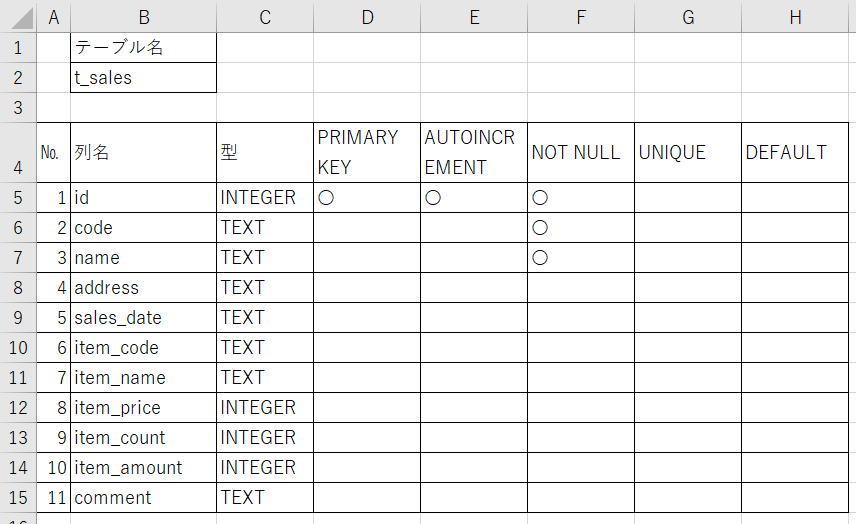 A B C D E F G H
1 テーブル名
2 t_sales
3
4 № 列名 型 PRIMARY KEY AUTOINCREMENT NOT NULL UNIQUE DEFAULT
5 1 id INTEGER ○ ○ ○
6 2 code TEXT ○
7 3 name TEXT ○
8 4 address TEXT
9 5 sales_date TEXT
10 6 item_code TEXT
11 7 item_name TEXT
12 8 item_price INTEGER
13 9 item_count INTEGER
14 10 item_amount INTEGER
15 11 comment TEXT